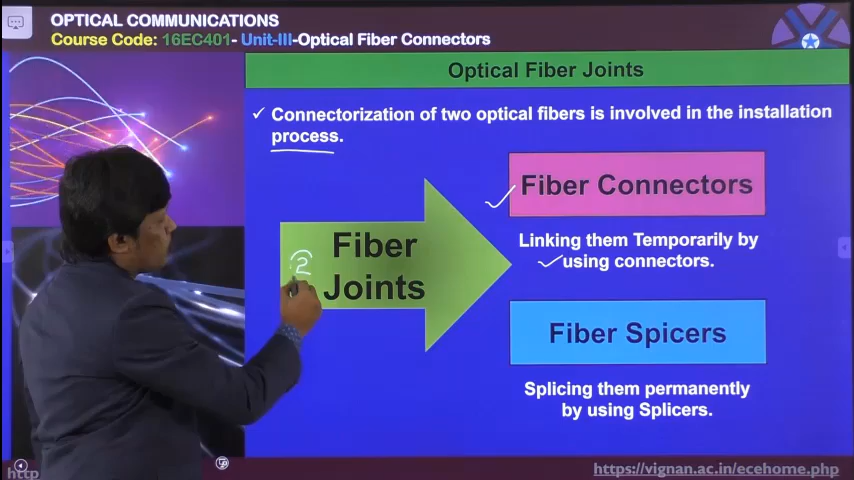 OPTICAL COMMUNICATIONS
Course Code: 16EC401- Unit-III-Optical Fiber Connectors
Optical Fiber Joints
✓ Connectorization of two optical fibers is involved in the installation
process.
Fiber Connectors
Linking them Temporarily by
using connectors.
2
Fiber
Joints
Fiber Spicers
Splicing them permanently
by using Splicers.
http
https://vignan.ac.in/ecehome.php